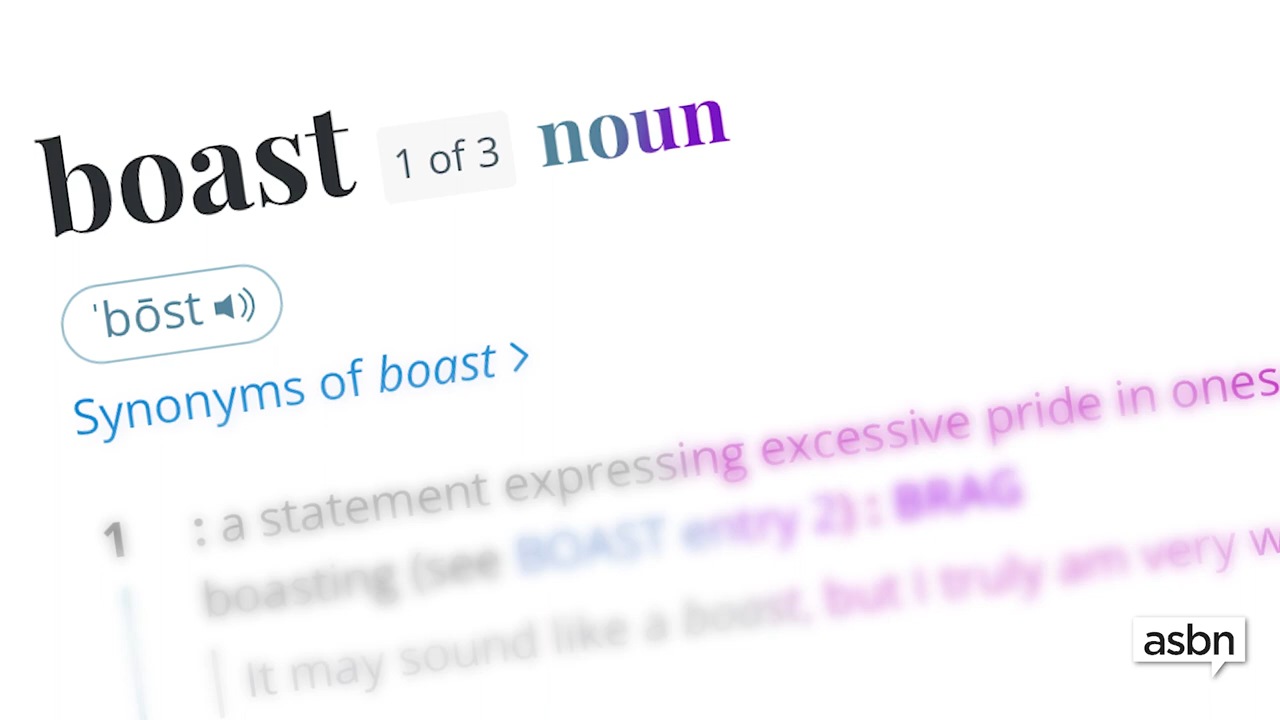 boast 1 of 3 noun
ˈbōst
Synonyms of boast >
1 : a statement expressing excessive pride in ones
boasting (see BOAST entry 2) : BRAG
It may sound like a boast, but I truly am very w
asbn